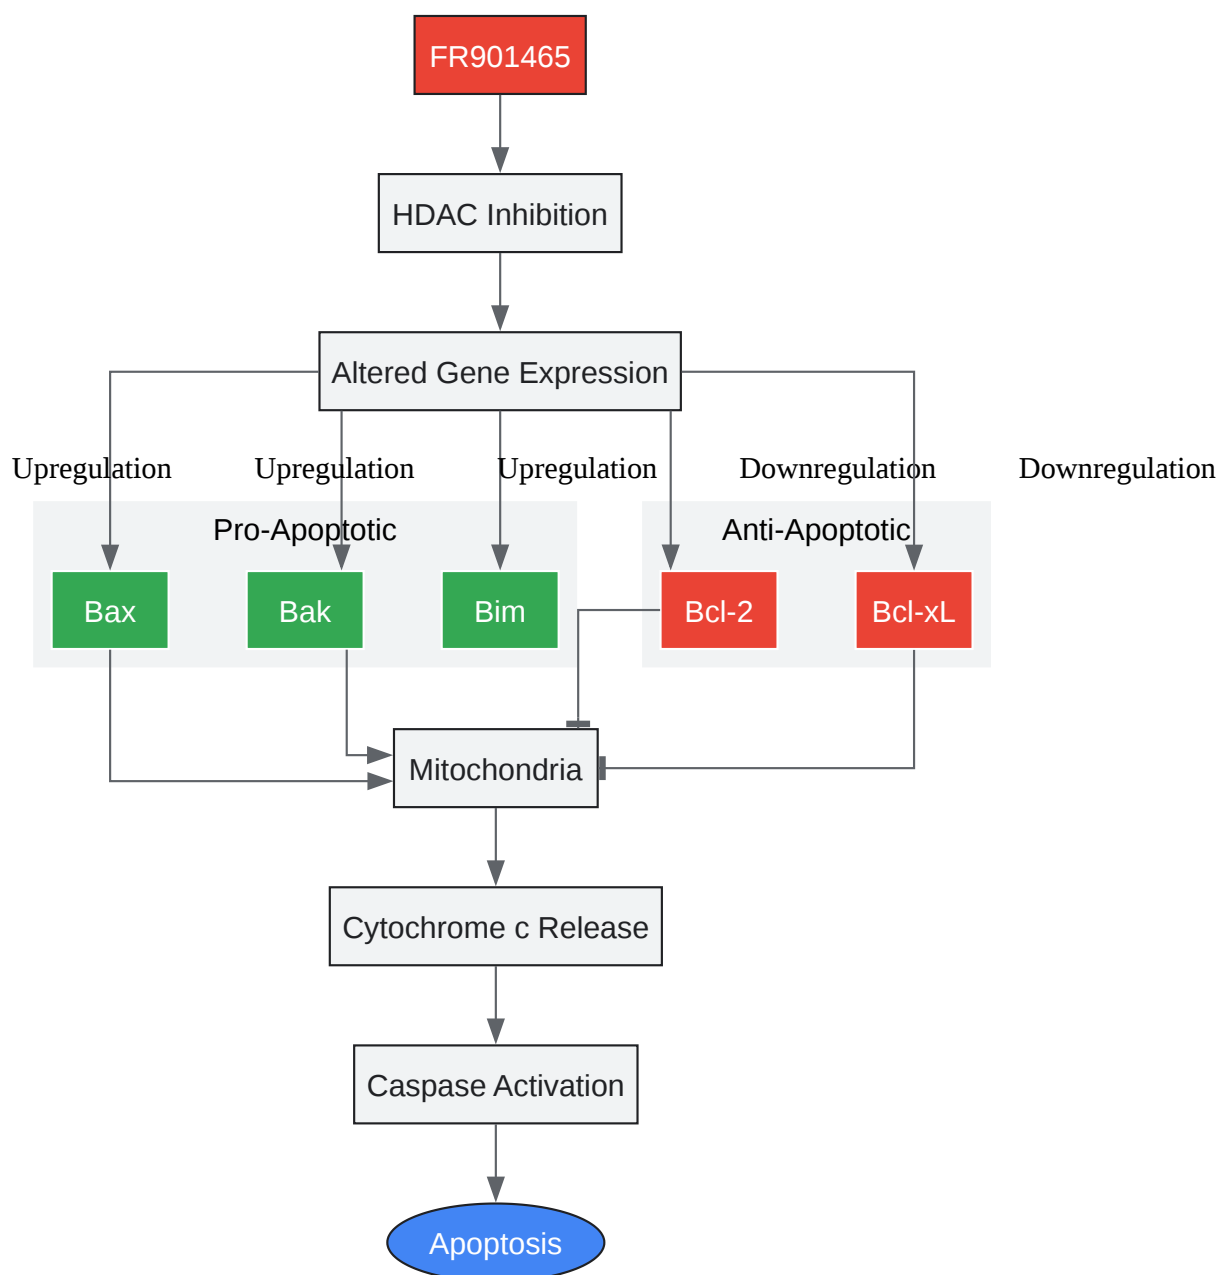 FR901465
HDAC Inhibition
Altered Gene Expression
Upregulation Upregulation Upregulation Downregulation Downregulation
Pro-Apoptotic Anti-Apoptotic
Bax Bak Bim Bcl-2 Bcl-xL
Mitochondria
Cytochrome c Release
Caspase Activation
Apoptosis